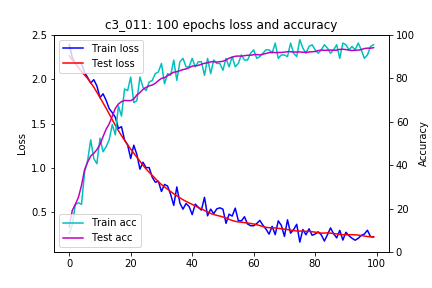 c3_011: 100 epochs loss and accuracy
2.5
2.0
1.5
1.0
0.5
Loss
Train loss
Test loss
Train acc
Test acc
100
80
60
40
20
0
Accuracy
0
20
40
60
80
100